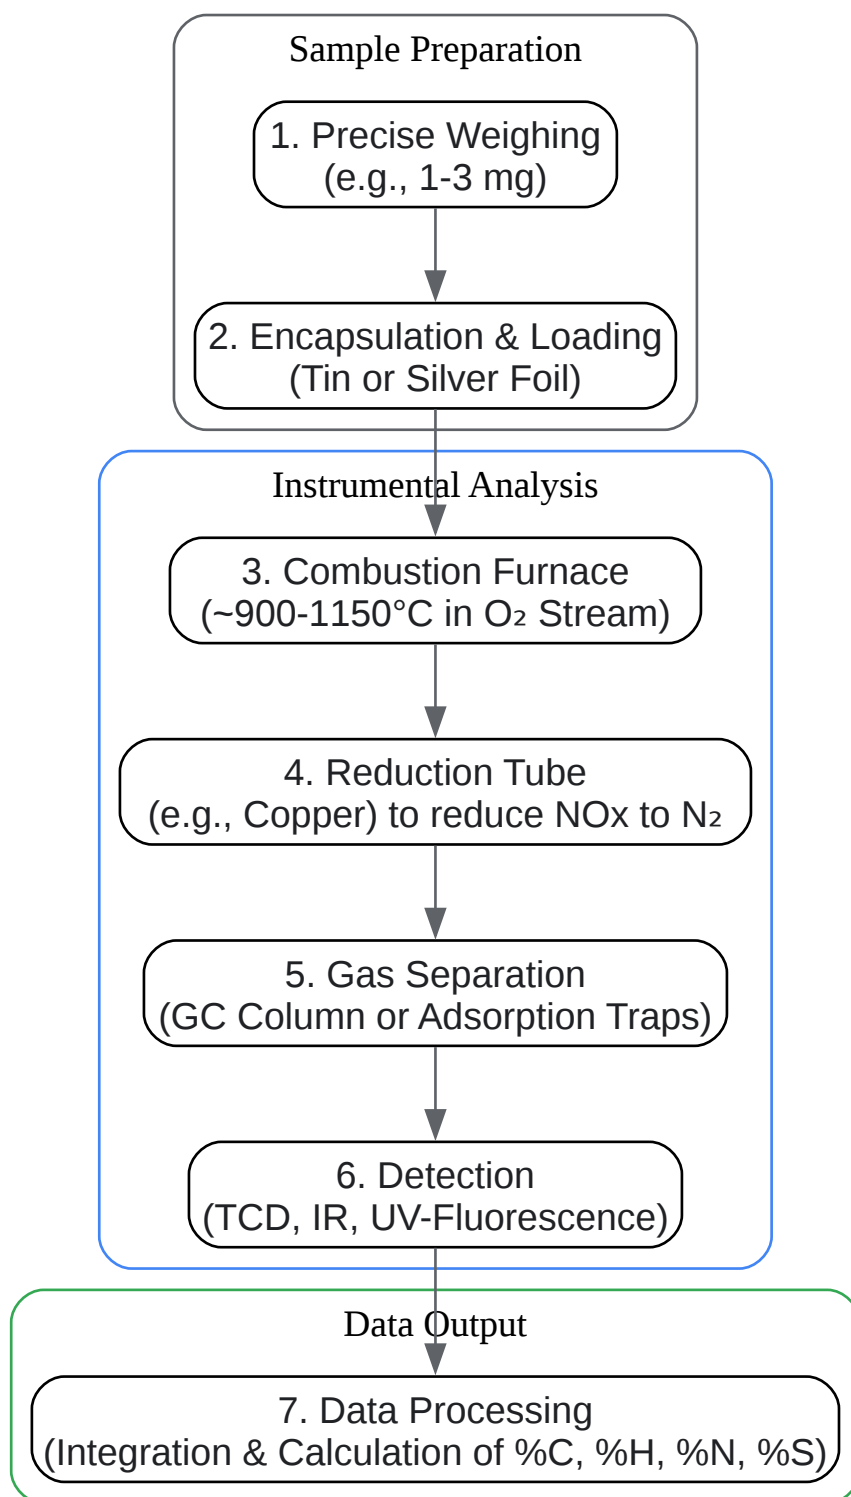 Sample Preparation
1. Precise Weighing
(e.g., 1-3 mg)
2. Encapsulation & Loading
(Tin or Silver Foil)
Instrumental Analysis
3. Combustion Furnace
(~900-1150°C in O₂ Stream)
4. Reduction Tube
(e.g., Copper) to reduce NOx to N₂
5. Gas Separation
(GC Column or Adsorption Traps)
6. Detection
(TCD, IR, UV-Fluorescence)
Data Output
7. Data Processing
(Integration & Calculation of %C, %H, %N, %S)